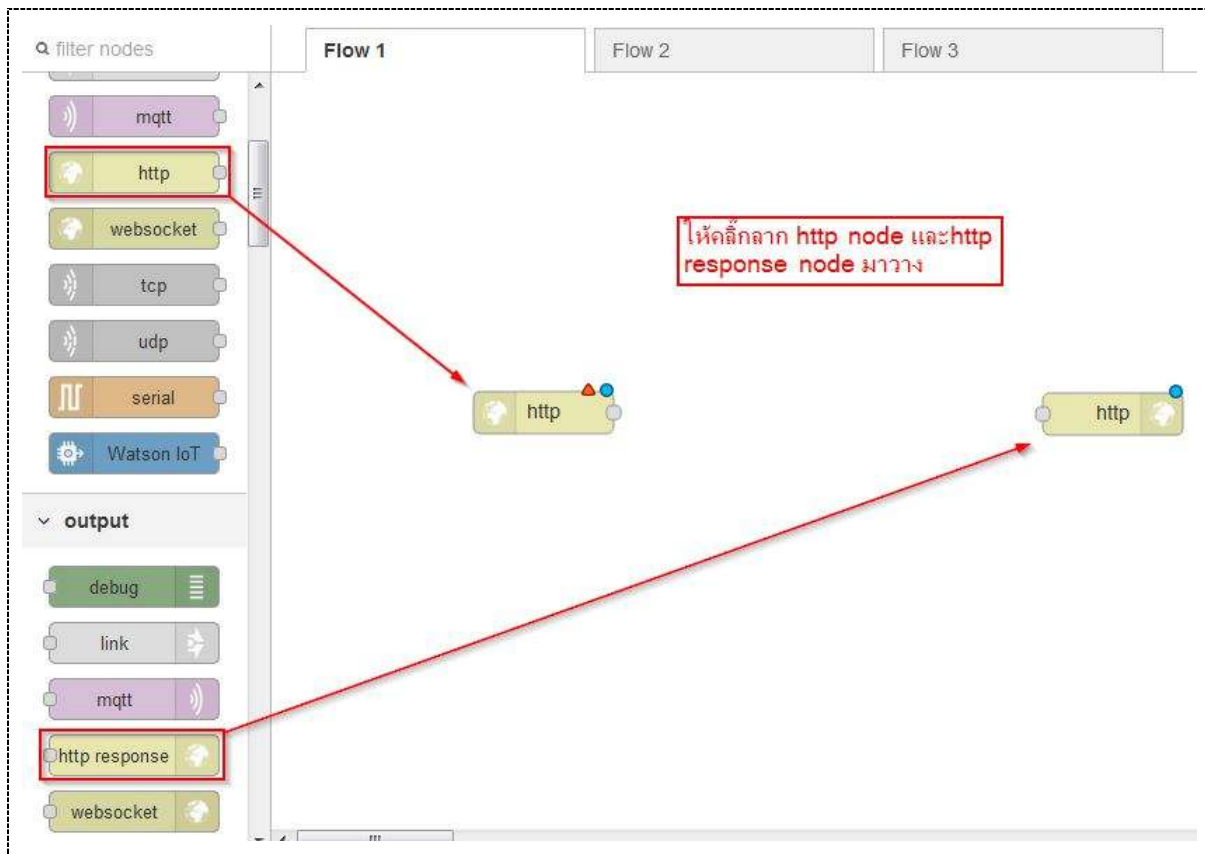 filter nodes
Flow 1
Flow 2
Flow 3
mqtt
http
websocket
tcp
udp
serial
Watson IoT
output
debug
link
mqtt
http response
websocket
ให้คลิ๊กลาก http node และhttp
response node มาวาง
http
http